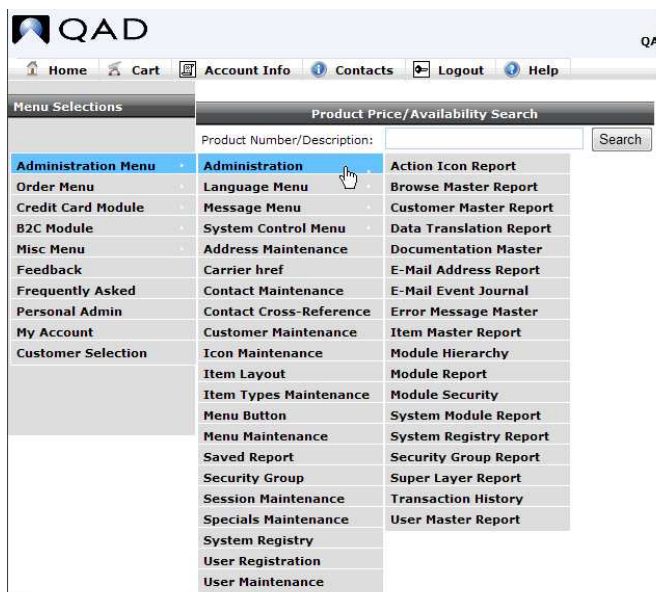 QAD
QA
Home Cart Account Info Contacts Logout Help
Menu Selections
Product Price/Availability Search
Product Number/Description: Search
Administration Menu Administration Action Icon Report
Order Menu Language Menu Browse Master Report
Credit Card Module Message Menu Customer Master Report
B2C Module System Control Menu Data Translation Report
Misc Menu Address Maintenance Documentation Master
Feedback Carrier href E-Mail Address Report
Frequently Asked Contact Maintenance E-Mail Event Journal
Personal Admin Contact Cross-Reference Error Message Master
My Account Customer Maintenance Item Master Report
Customer Selection Icon Maintenance Module Hierarchy
Item Layout Module Report
Item Types Maintenance Module Security
Menu Button System Module Report
Menu Maintenance System Registry Report
Saved Report Security Group Report
Security Group Super Layer Report
Session Maintenance Transaction History
Specials Maintenance User Master Report
System Registry
User Registration
User Maintenance